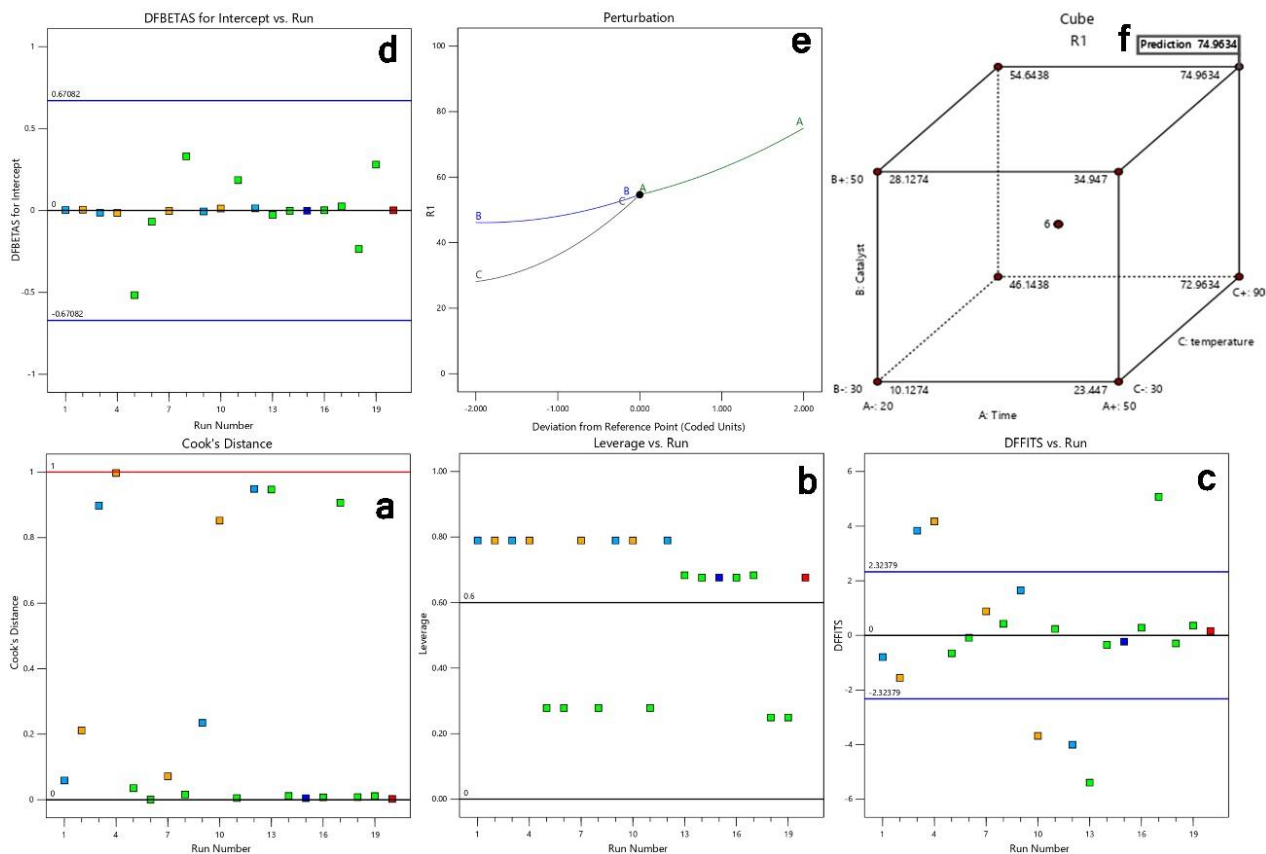 DFBETAS for Intercept vs. Run
d
1
0.67082
0.5
0
0
-0.5
-0.67082
-1
DFBETAS for Intercept
1 4 7 10 13 16 19
Run Number
Perturbation
e
100
80
60
40
20
0
R1
A
B
A
C
B
C
-2.000 -1.000 0.000 1.000 2.000
Deviation from Reference Point (Coded Units)
Cube
R1
f
Prediction 74.9634
54.6438
74.9634
B+: 50
28.1274
34.947
6
B: Catalyst
46.1438
72.9634
C+: 90
C: temperature
B-: 30
10.1274
23.447
C-: 30
A-: 20
A+: 50
A: Time
Cook's Distance
a
1
1
0.8
0.6
0.4
0.2
0
0
Cook's Distance
1 4 7 10 13 16 19
Run Number
Leverage vs. Run
b
1.00
0.80
0.60
0.6
0.40
0.20
0.00
0
Leverage
1 4 7 10 13 16 19
Run Number
DFFITS vs. Run
c
6
4
2.32379
2
0
0
-2
-2.32379
-4
-6
DFFITS
1 4 7 10 13 16 19
Run Number